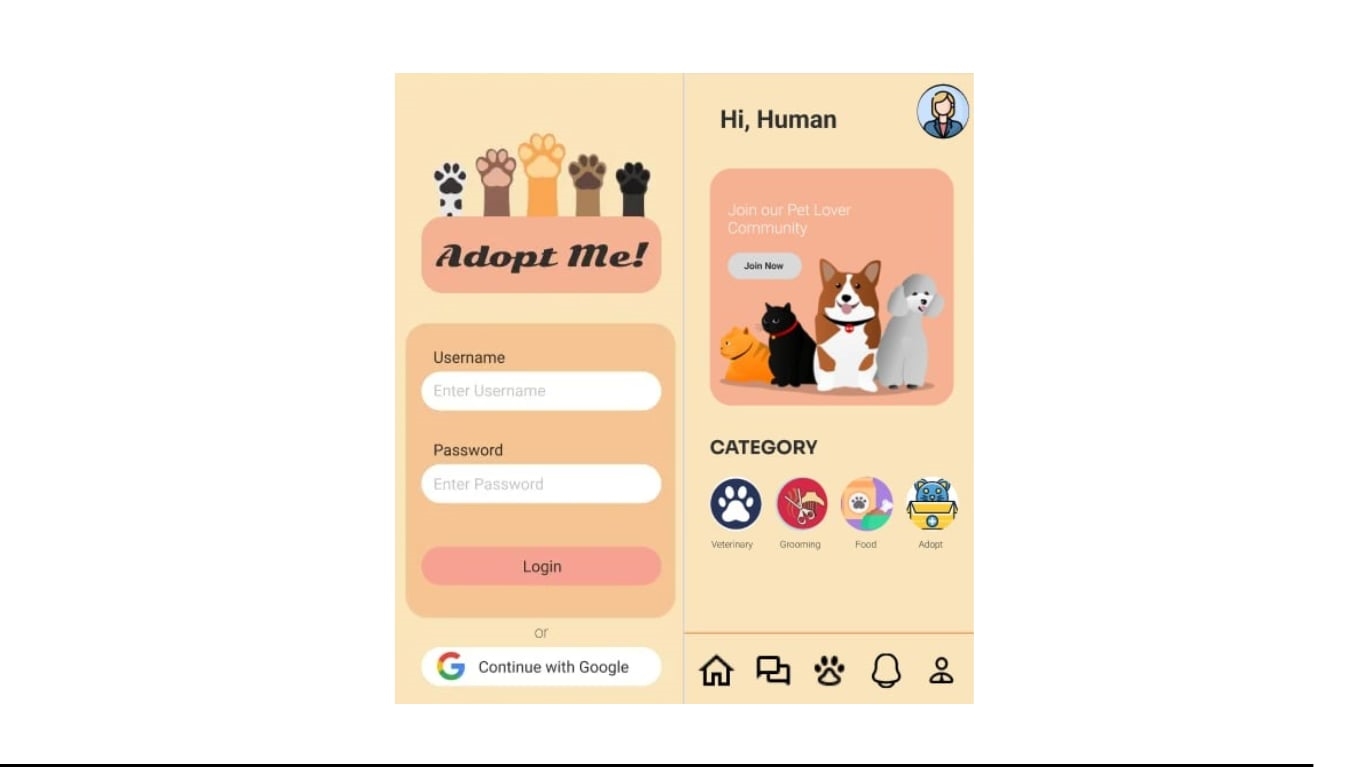 Adopt Me!
Username
Enter Username
Password
Enter Password
Login
or
Continue with Google
Hi, Human
Join our Pet Lover
Community
Join Now
CATEGORY
Veterinary Grooming Food Adopt